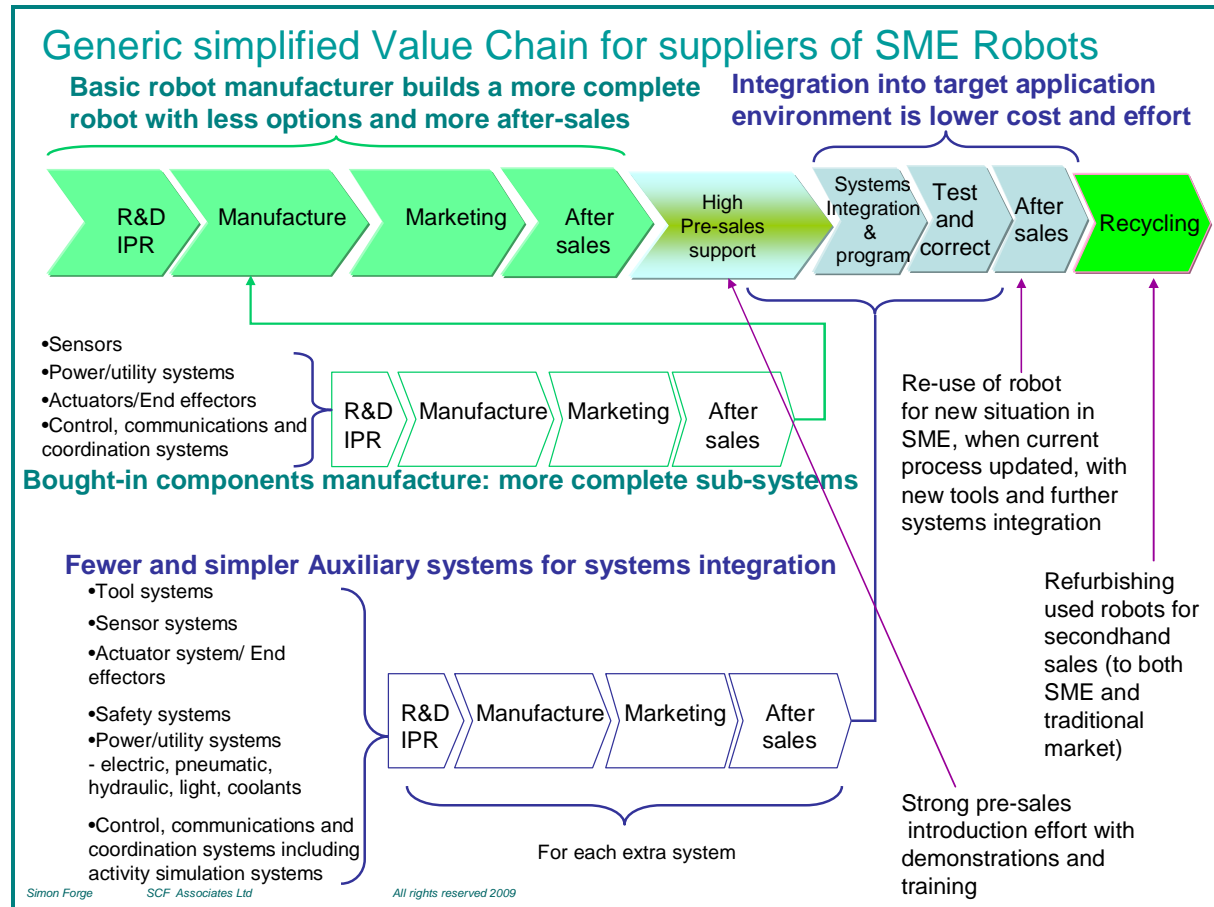 Generic simplified Value Chain for suppliers of SME Robots
Basic robot manufacturer builds a more complete
robot with less options and more after-sales
Integration into target application
environment is lower cost and effort
R&D
IPR
Manufacture
Marketing
After
sales
High
Pre-sales
support
Systems
Integration
&
program
Test
and
correct
After
sales
Recycling
•Sensors
•Power/utility systems
•Actuators/End effectors
•Control, communications and
coordination systems
R&D
IPR
Manufacture
Marketing
After
sales
Bought-in components manufacture: more complete sub-systems
Re-use of robot
for new situation in
SME, when current
process updated, with
new tools and further
systems integration
Fewer and simpler Auxiliary systems for systems integration
•Tool systems
•Sensor systems
•Actuator system/ End
effectors
•Safety systems
•Power/utility systems
- electric, pneumatic,
hydraulic, light, coolants
•Control, communications and
coordination systems including
activity simulation systems
R&D
IPR
Manufacture
Marketing
After
sales
For each extra system
Refurbishing
used robots for
secondhand
sales (to both
SME and
traditional
market)
Strong pre-sales
introduction effort with
demonstrations and
training
Simon Forge SCF Associates Ltd All rights reserved 2009